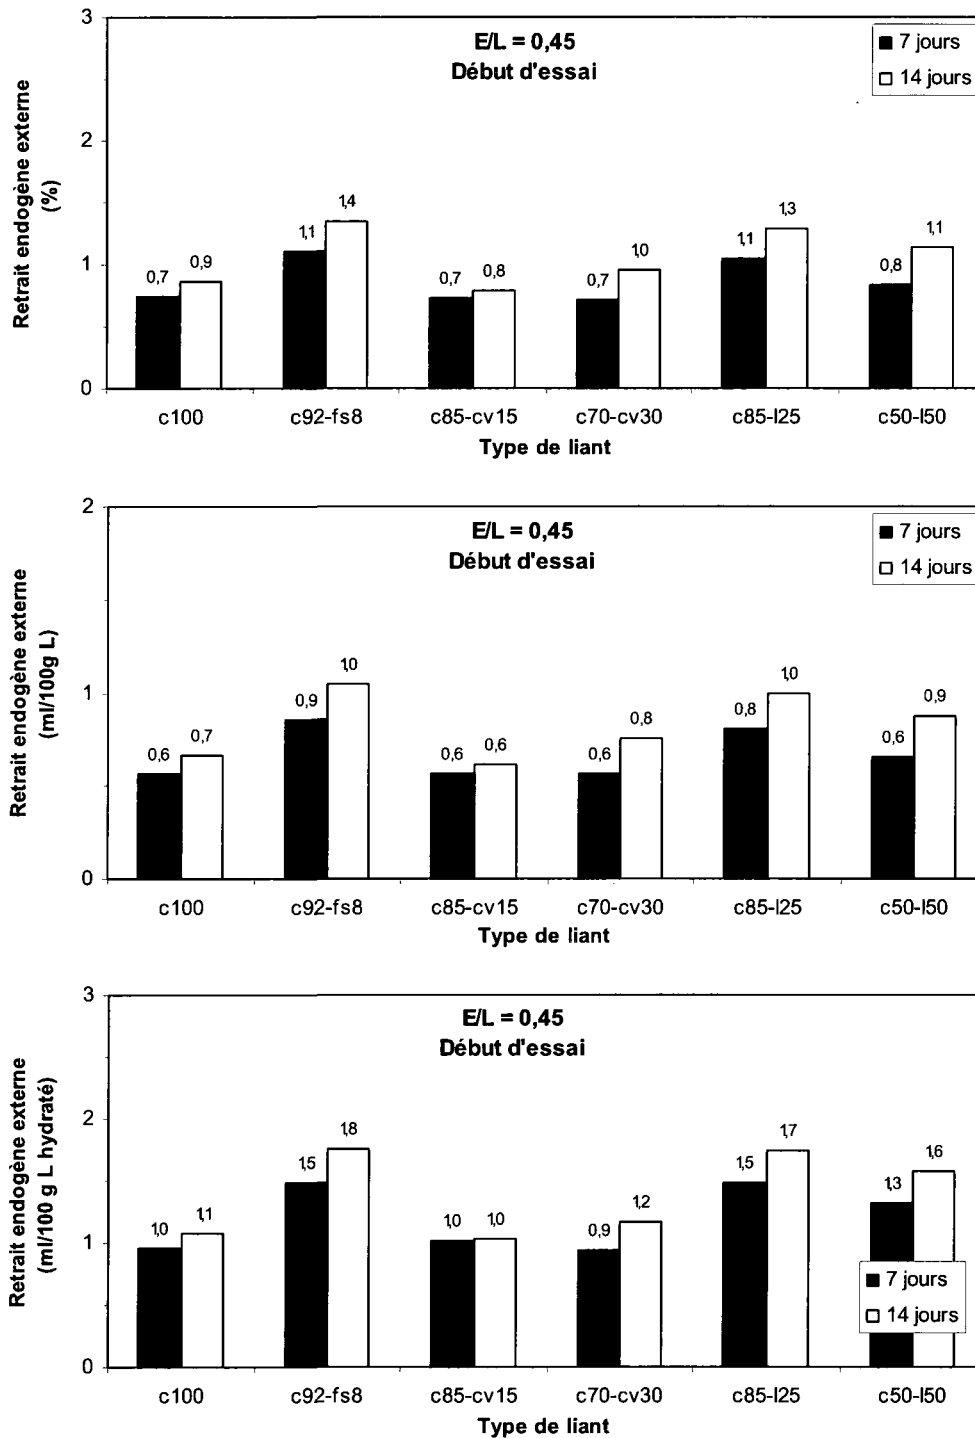 3
E/L = 0,45
Début d'essai
7 jours
14 jours
Retrait endogène externe
(%)
2
1
0
0,7
0,9
1,1
1,4
0,7
0,8
0,7
1,0
1,1
1,3
0,8
1,1
c100
c92-fs8
c85-cv15
c70-cv30
c85-l25
c50-l50
Type de liant
2
E/L = 0,45
Début d'essai
7 jours
14 jours
Retrait endogène externe
(ml/100g L)
1
0
0,6
0,7
0,9
1,0
0,6
0,6
0,6
0,8
0,8
1,0
0,6
0,9
c100
c92-fs8
c85-cv15
c70-cv30
c85-l25
c50-l50
Type de liant
3
E/L = 0,45
Début d'essai
Retrait endogène externe
(ml/100 g L hydraté)
2
1
0
1,0
1,1
1,5
1,8
1,0
1,0
0,9
1,2
1,5
1,7
1,3
1,6
7 jours
14 jours
c100
c92-fs8
c85-cv15
c70-cv30
c85-l25
c50-l50
Type de liant